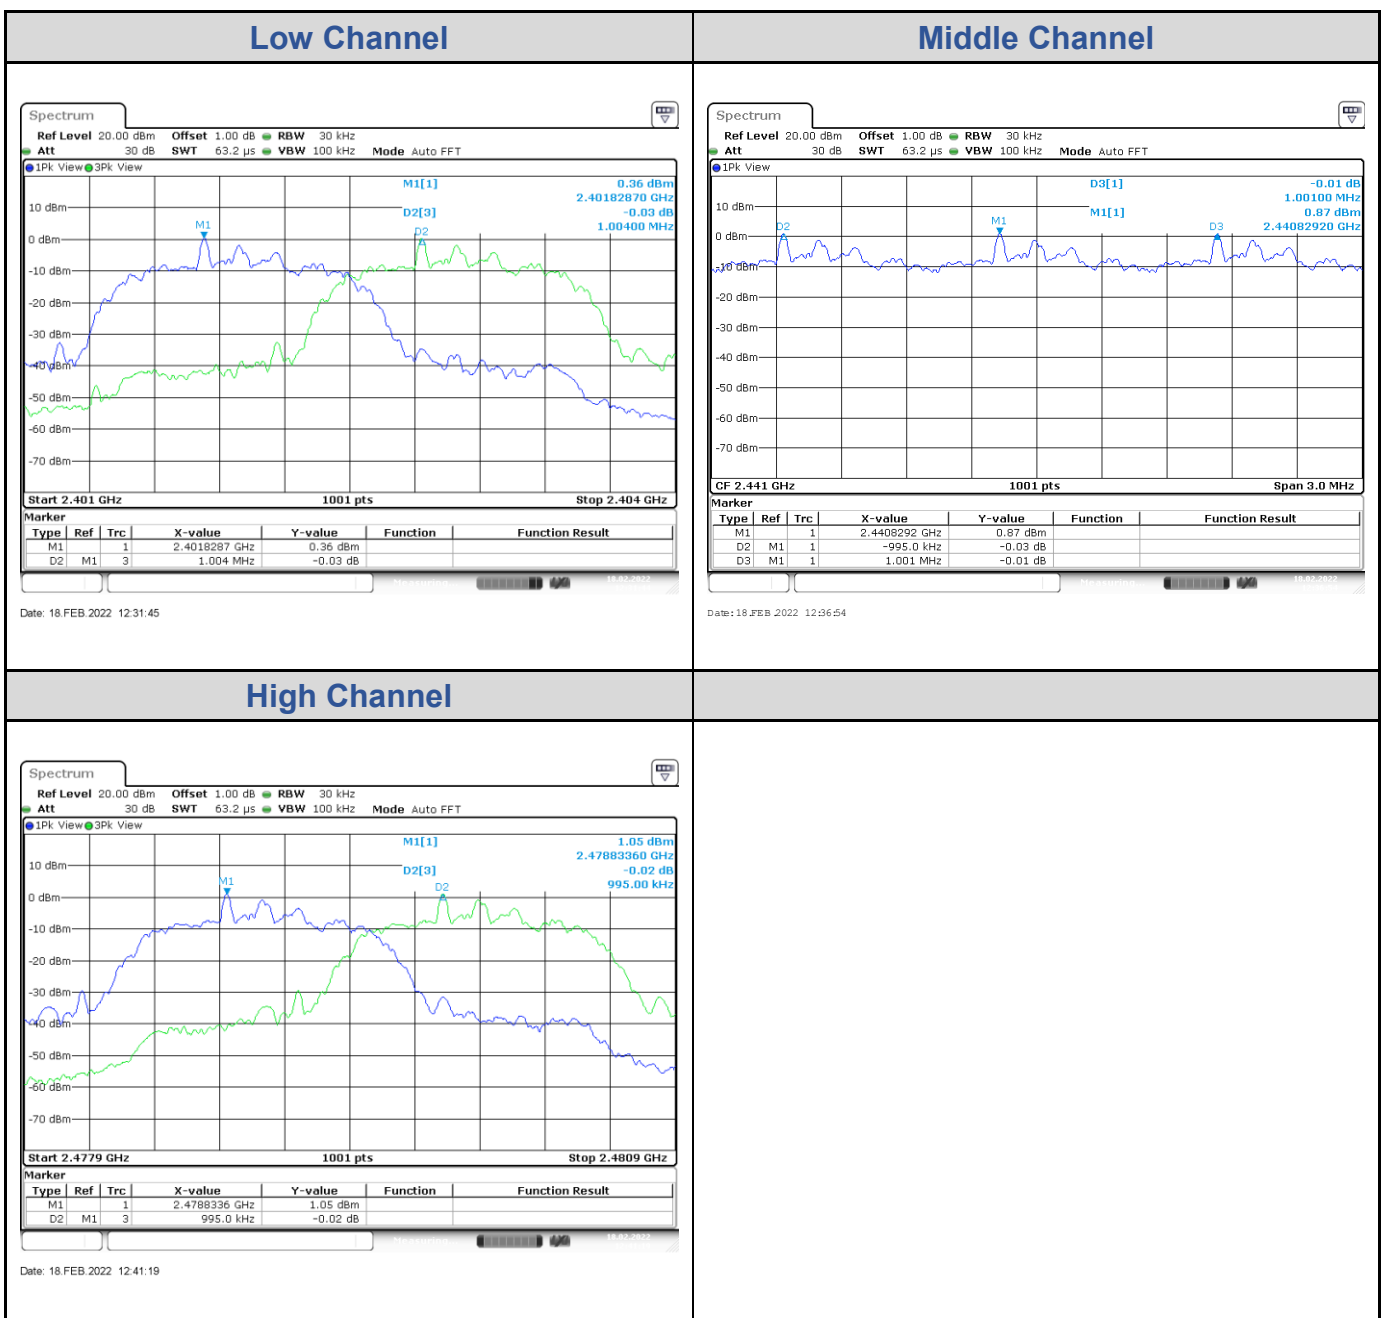 Low Channel
Middle Channel
Spectrum
Ref Level 20.00 dBm Offset 1.00 dB RBW 30 kHz
Att 30 dB SWT 63.2 µs VBW 100 kHz Mode Auto FFT
1Pk View 3Pk View
M1[1] 0.36 dBm
2.40182870 GHz
D2[3] -0.03 dB
1.00400 MHz
M1
D2
10 dBm
0 dBm
-10 dBm
-20 dBm
-30 dBm
-40 dBm
-50 dBm
-60 dBm
-70 dBm
Start 2.401 GHz 1001 pts Stop 2.404 GHz
Marker
Type Ref Trc X-value Y-value Function Function Result
M1 1 2.4018287 GHz 0.36 dBm
D2 M1 3 1.004 MHz -0.03 dB
Measuring 18.02.2022
Date: 18.FEB.2022 12:31:45
Spectrum
Ref Level 20.00 dBm Offset 1.00 dB RBW 30 kHz
Att 30 dB SWT 63.2 µs VBW 100 kHz Mode Auto FFT
1Pk View
D3[1] -0.01 dB
1.00100 MHz
M1[1] 0.87 dBm
2.44082920 GHz
D2
M1
D3
10 dBm
0 dBm
-10 dBm
-20 dBm
-30 dBm
-40 dBm
-50 dBm
-60 dBm
-70 dBm
CF 2.441 GHz 1001 pts Span 3.0 MHz
Marker
Type Ref Trc X-value Y-value Function Function Result
M1 1 2.4408292 GHz 0.87 dBm
D2 M1 1 -995.0 kHz -0.03 dB
D3 M1 1 1.001 MHz -0.01 dB
Measuring 18.02.2022
Date: 18.FEB.2022 12:36:54
High Channel
Spectrum
Ref Level 20.00 dBm Offset 1.00 dB RBW 30 kHz
Att 30 dB SWT 63.2 µs VBW 100 kHz Mode Auto FFT
1Pk View 3Pk View
M1[1] 1.05 dBm
2.47883360 GHz
D2[3] -0.02 dB
995.00 kHz
M1
D2
10 dBm
0 dBm
-10 dBm
-20 dBm
-30 dBm
-40 dBm
-50 dBm
-60 dBm
-70 dBm
Start 2.4779 GHz 1001 pts Stop 2.4809 GHz
Marker
Type Ref Trc X-value Y-value Function Function Result
M1 1 2.4788336 GHz 1.05 dBm
D2 M1 3 995.0 kHz -0.02 dB
Measuring 18.02.2022
Date: 18.FEB.2022 12:41:19